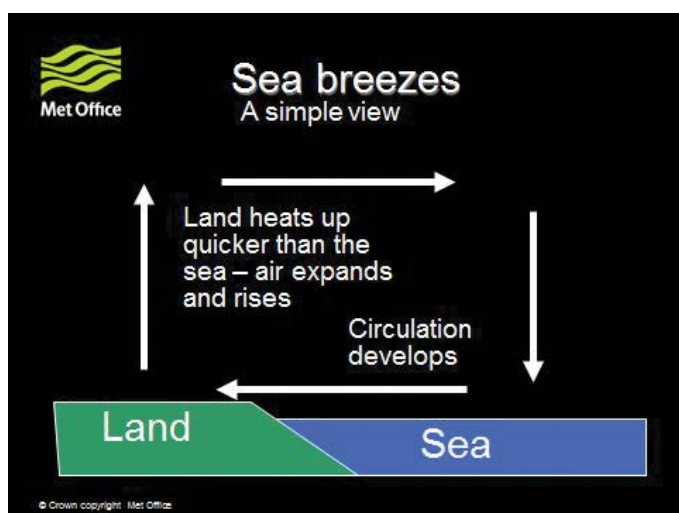 Met Office
Sea breezes
A simple view
Land heats up
quicker than the
sea – air expands
and rises
Circulation
develops
Land
Sea
© Crown copyright Met Office